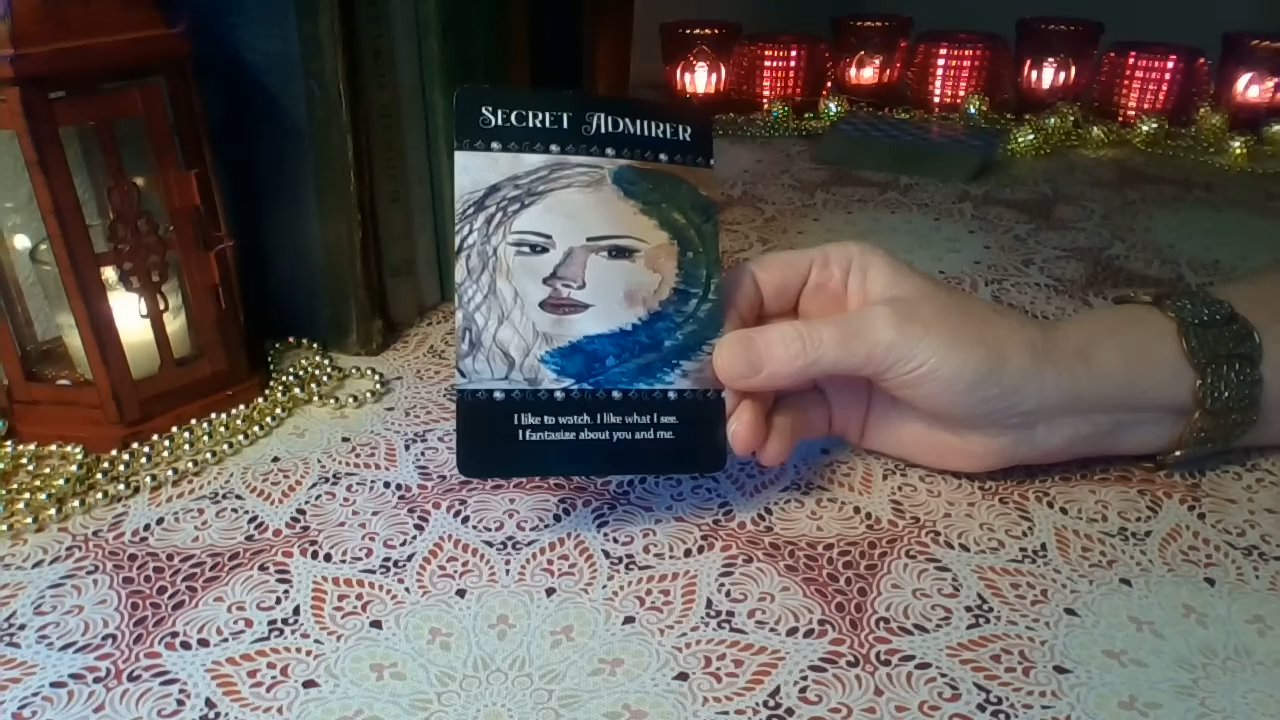 SECRET ADMIRER
I like to watch. I like what I see.
I fantasize about you and me.